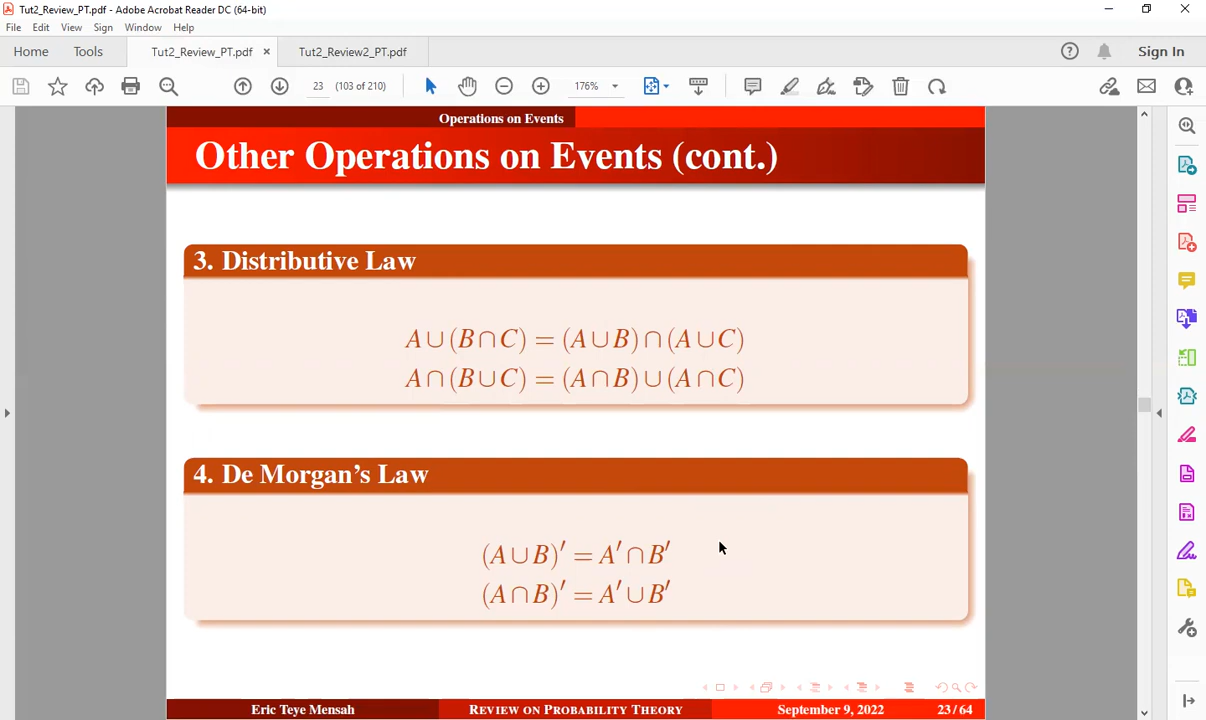 Tut2_Review_PT.pdf - Adobe Acrobat Reader DC (64-bit)
File Edit View Sign Window Help
Home Tools Tut2_Review_PT.pdf × Tut2_Review2_PT.pdf Sign In
23 (103 of 210) 176%
Operations on Events
Other Operations on Events (cont.)
3. Distributive Law
A∪(B∩C) = (A∪B)∩(A∪C)
A∩(B∪C) = (A∩B)∪(A∩C)
4. De Morgan's Law
(A∪B)′ = A′∩B′
(A∩B)′ = A′∪B′
Eric Teye Mensah REVIEW ON PROBABILITY THEORY September 9, 2022 23/64